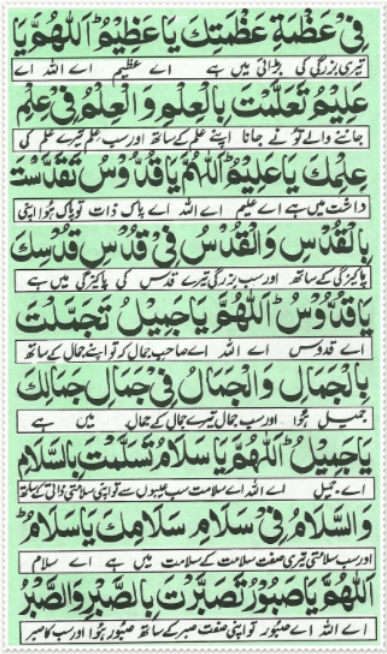 فِیْ عَظْمَةِ عَظْمَتِكَ یَا عَظِیْمُ اَللّٰهُمَّ یَا
تیری بزرگی کی بڑائی میں ہے اے عظیم اے اللہ اے
عَلِیْمُ تَعَلَّمْتَ بِالْعِلْمِ وَالْعِلْمُ فِیْ عِلْمِ
جاننے والے تو نے جانا اپنے علم کے ساتھ اور سب علم تیرے علم کی
عِلْمِكَ یَا عَلِیْمُ اَللّٰهُمَّ یَا قُدُّوْسُ تَقَدَّسْتَ
داشت میں ہے اے علیم اے اللہ اے پاک ذات تو پاک ہوا اپنی
بِالْقُدْسِ وَالْقُدْسُ فِیْ قُدْسِ قُدْسِكَ
پاکیزگی کے ساتھ اور سب بزرگی تیرے قدس کی پاکیزگی میں ہے
یَا قُدُّوْسُ اَللّٰهُمَّ یَا جَمِیْلُ تَجَمَّلْتَ
اے قدوس اے اللہ اے صاحب جمال کر تو اپنے جمال کے ساتھ
بِالْجَمَالِ وَالْجَمَالُ فِیْ جَمَالِ جَمَالِكَ
جمیل ہوا اور سب جمال تیرے جمال کے جمال میں ہے
یَا جَمِیْلُ اَللّٰهُمَّ یَا سَلَامُ تَسَلَّمْتَ بِالسَّلَامِ
اے جمیل اے اللہ اے سلامت سب عیبوں سے تو اپنی سلامتی ذاتی کے ساتھ
وَالسَّلَامُ فِیْ سَلَامِ سَلَامِكَ یَا سَلَامُ
اور سب سلامتی تیری صفت سلامت کے سلامت میں ہے اے سلام
اَللّٰهُمَّ یَا صَبُوْرُ تَصَبَّرْتَ بِالصَّبْرِ وَالصَّبْرُ
اے اللہ اے صبور تو اپنی صفت صبر کے ساتھ صبور ہوا اور سب کا صبر